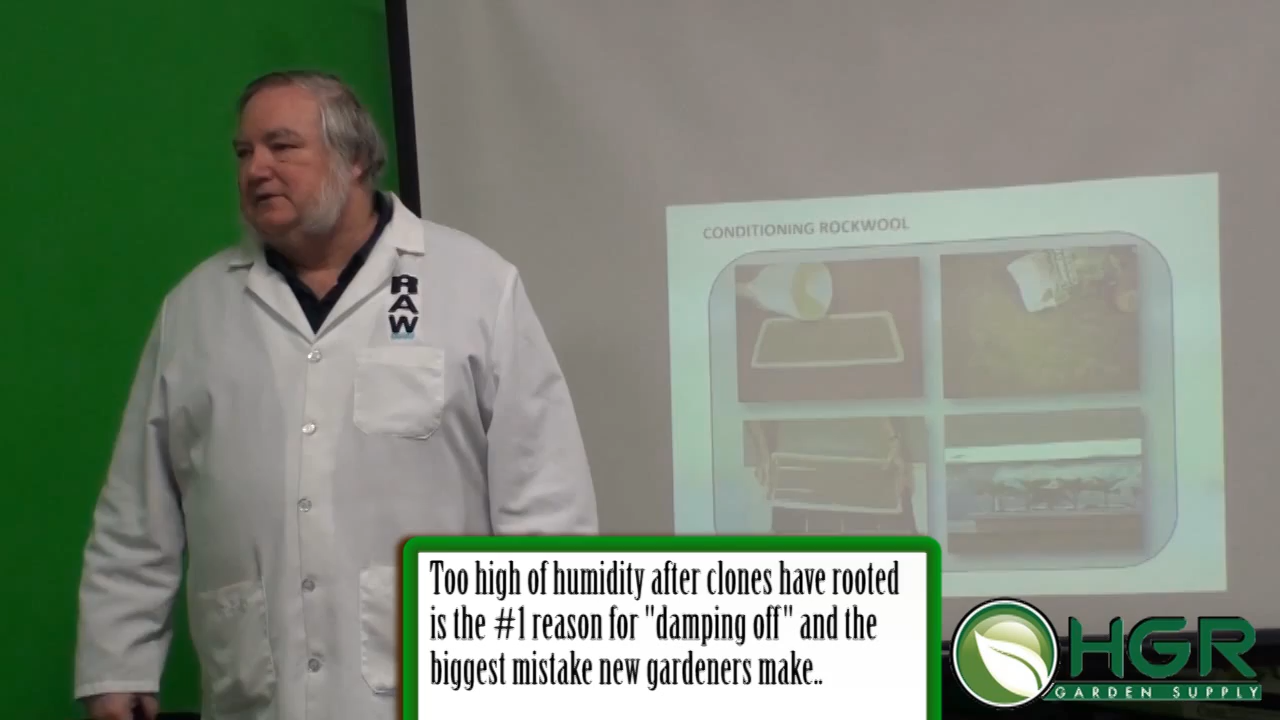 RAW
CONDITIONING ROCKWOOL
Too high of humidity after clones have rooted
is the #1 reason for "damping off" and the
biggest mistake new gardeners make..
HGR
GARDEN SUPPLY